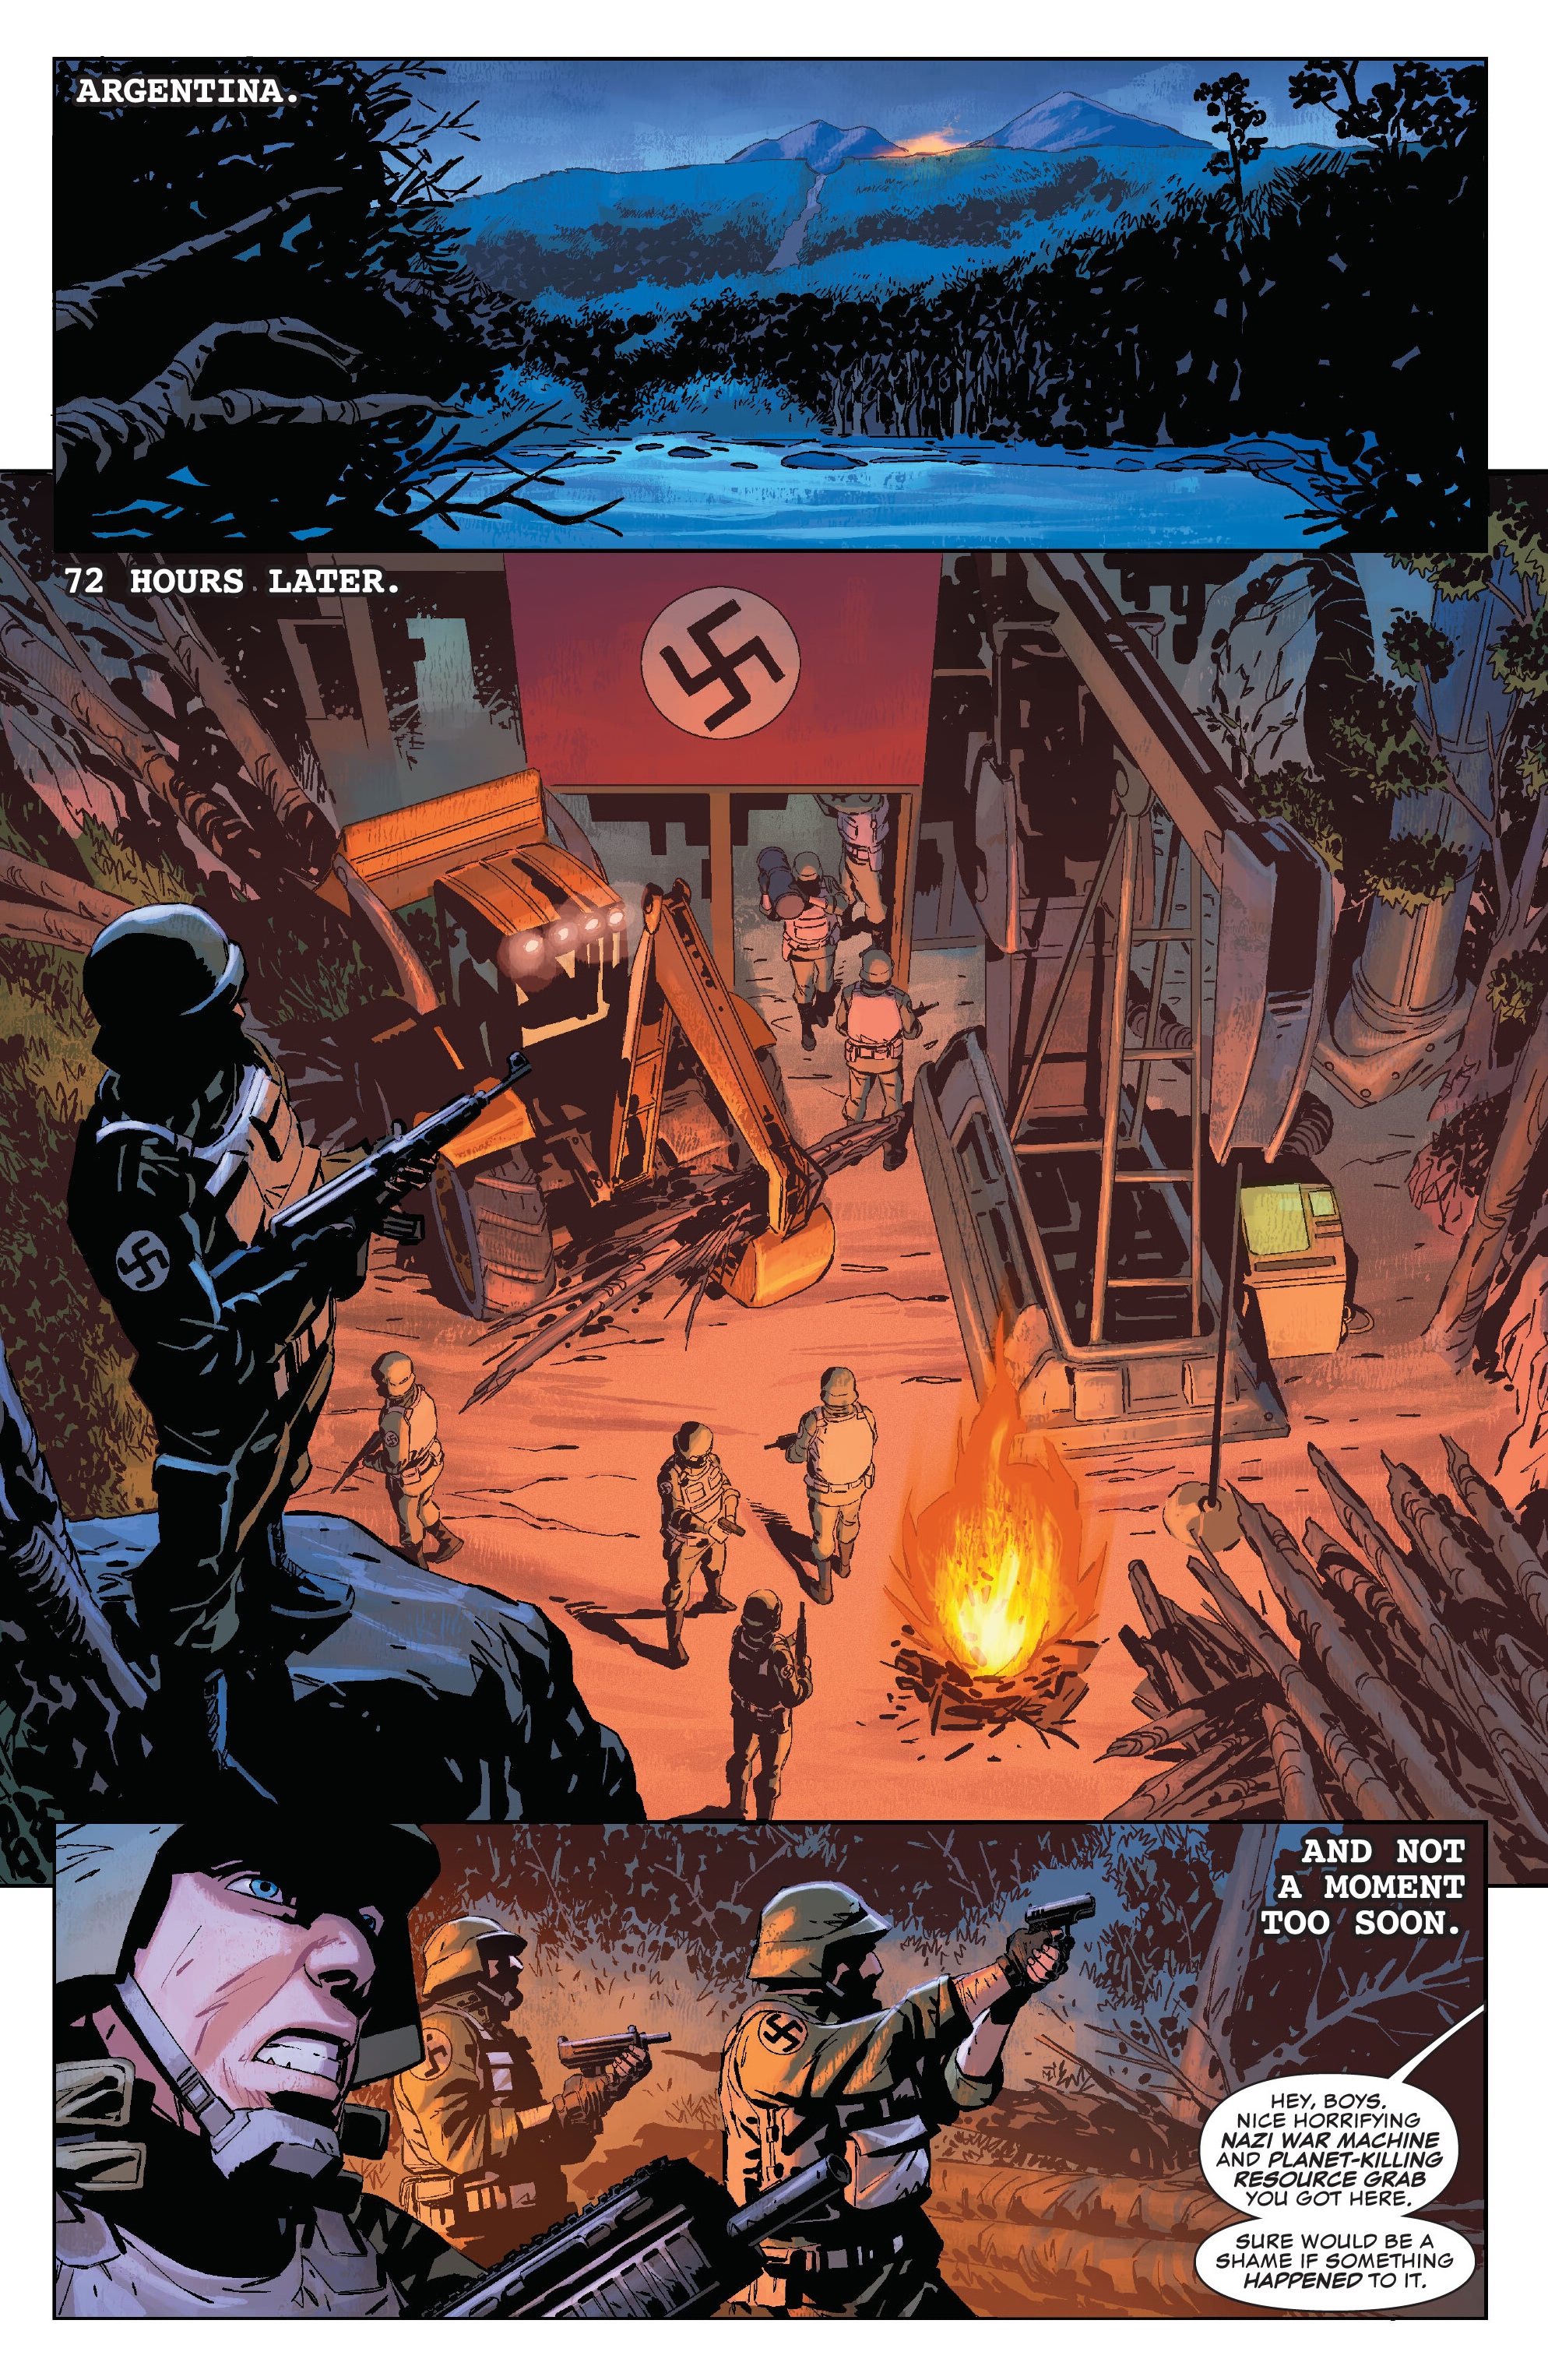 ARGENTINA.
72 HOURS LATER.
AND NOT
A MOMENT
TOO SOON.
HEY, BOYS.
NICE HORRIFYING
NAZI WAR MACHINE
AND PLANET-KILLING
RESOURCE GRAB
YOU GOT HERE.
SURE WOULD BE A
SHAME IF SOMETHING
HAPPENED TO IT.